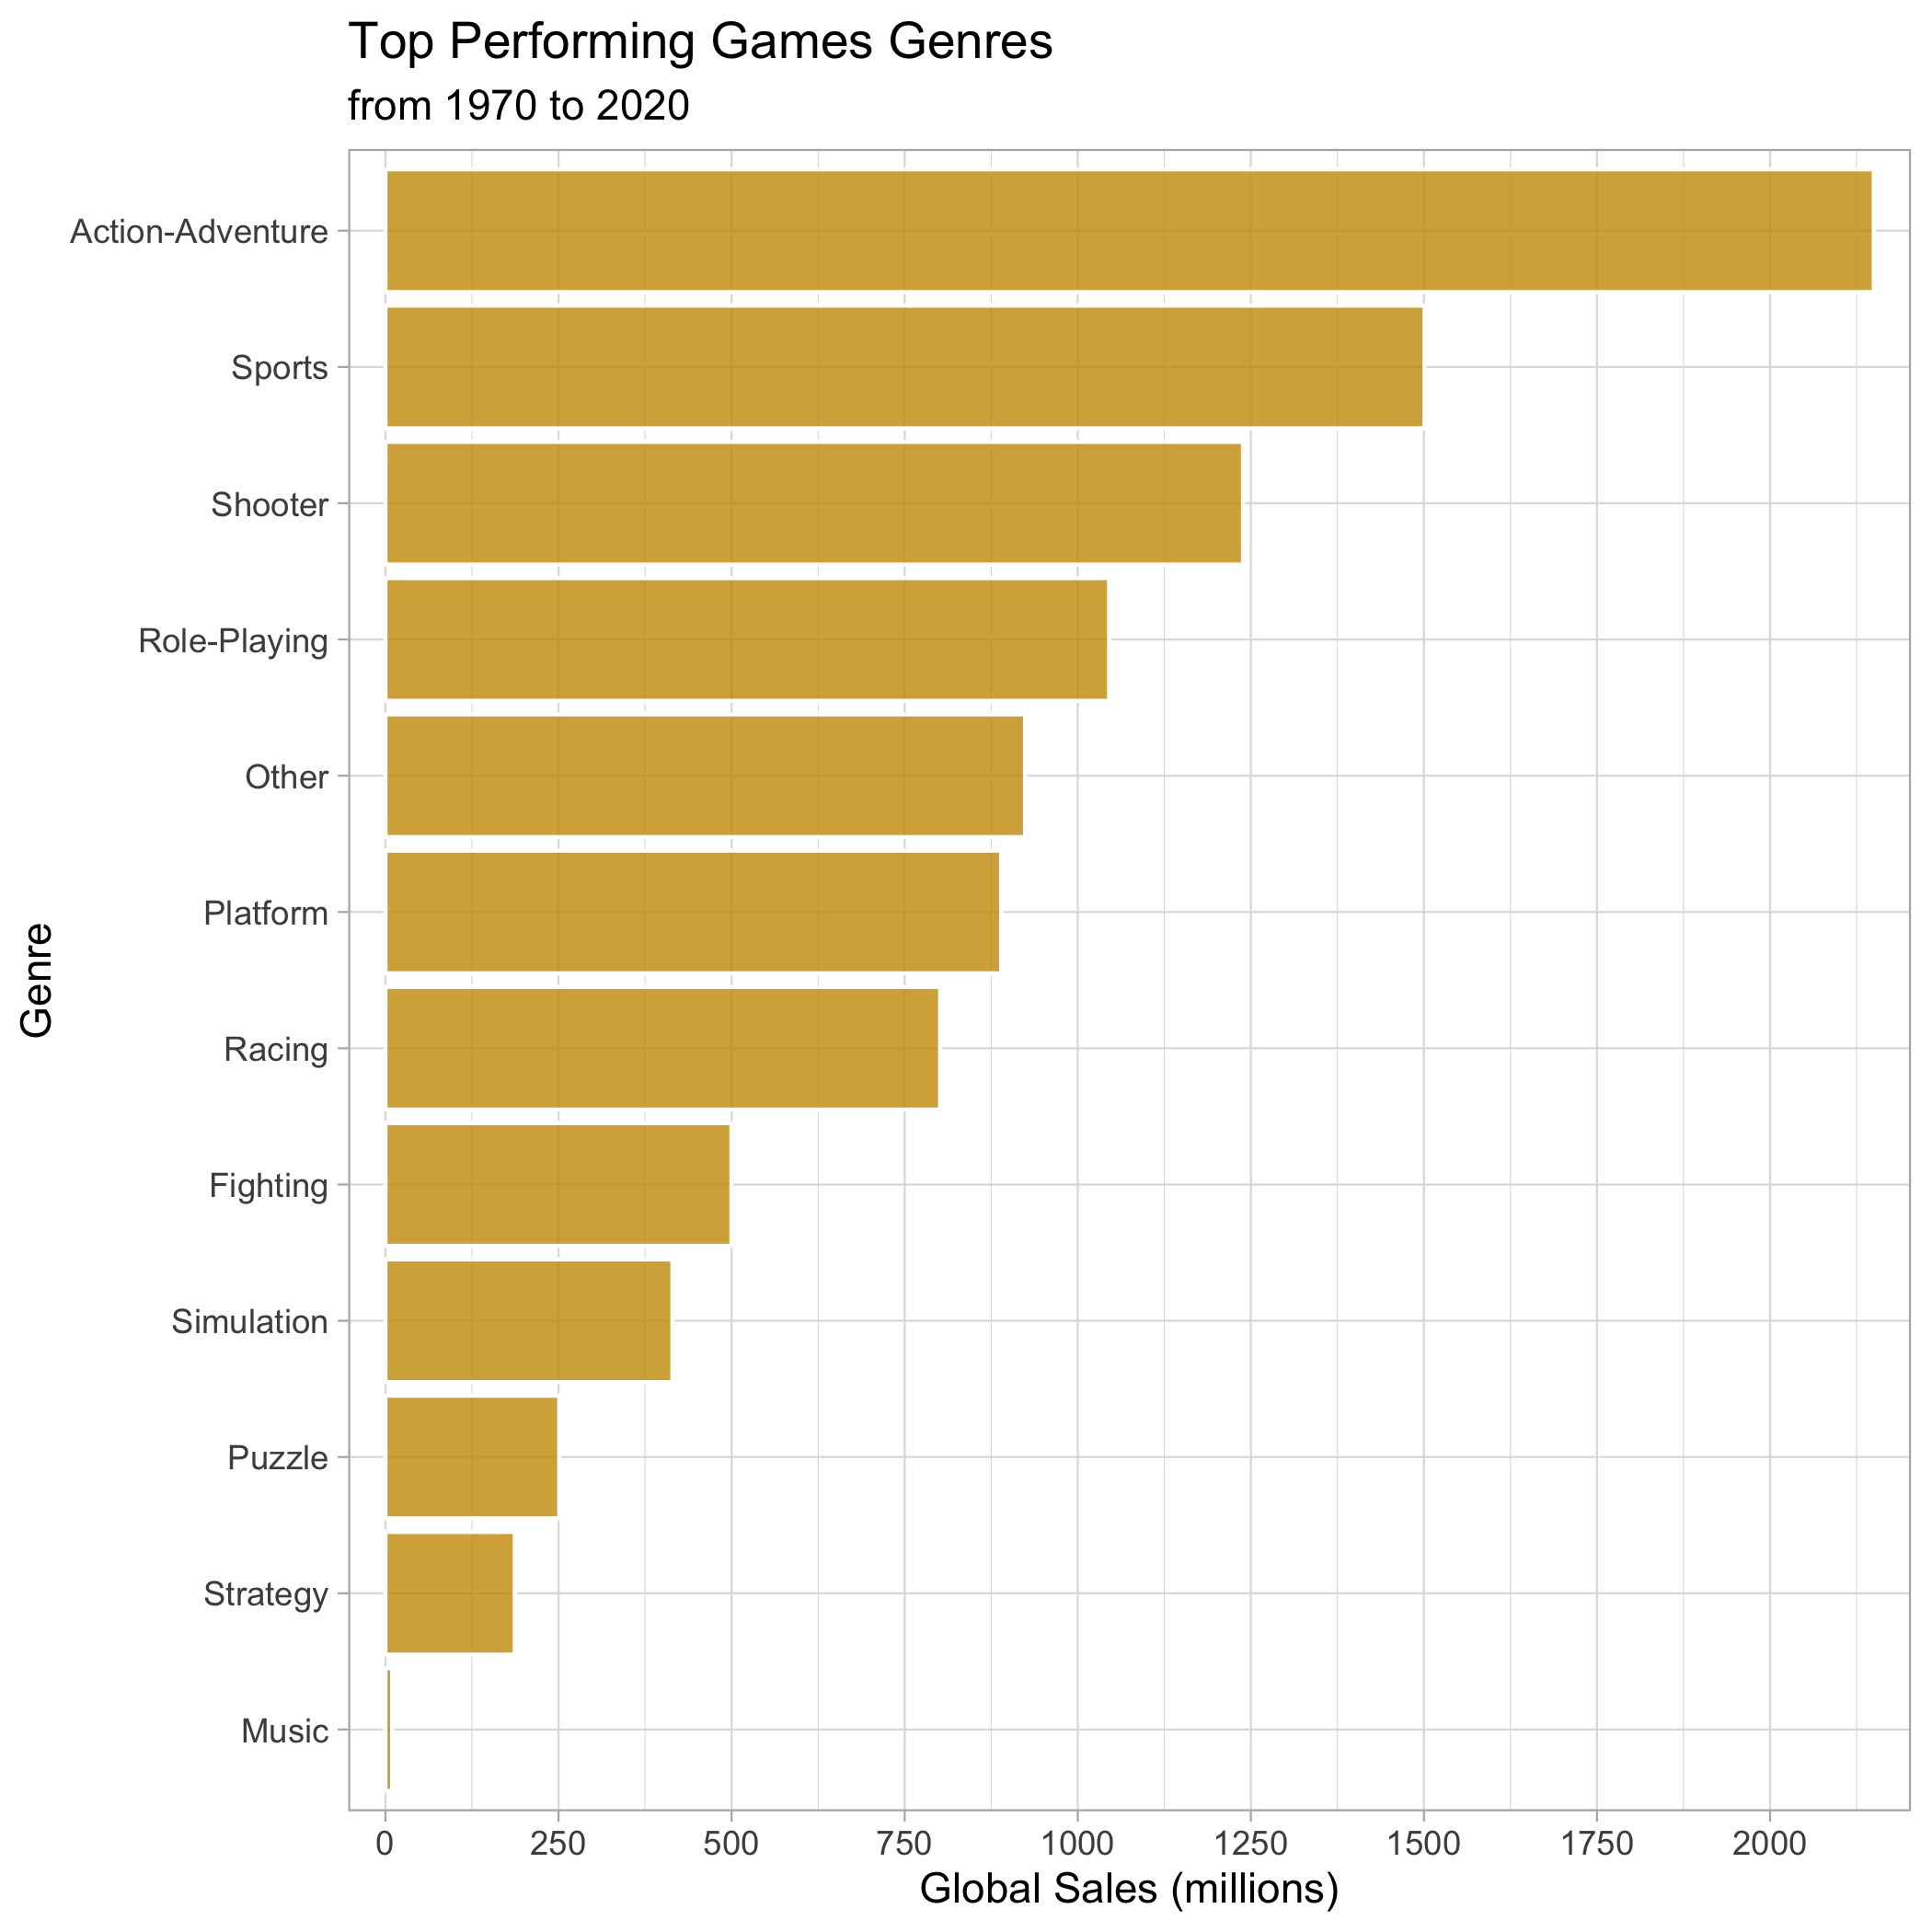 Top Performing Games Genres
from 1970 to 2020
Action-Adventure
Sports
Shooter
Role-Playing
Other
Platform
Racing
Fighting
Simulation
Puzzle
Strategy
Music
Genre
0 250 500 750 1000 1250 1500 1750 2000
Global Sales (millions)